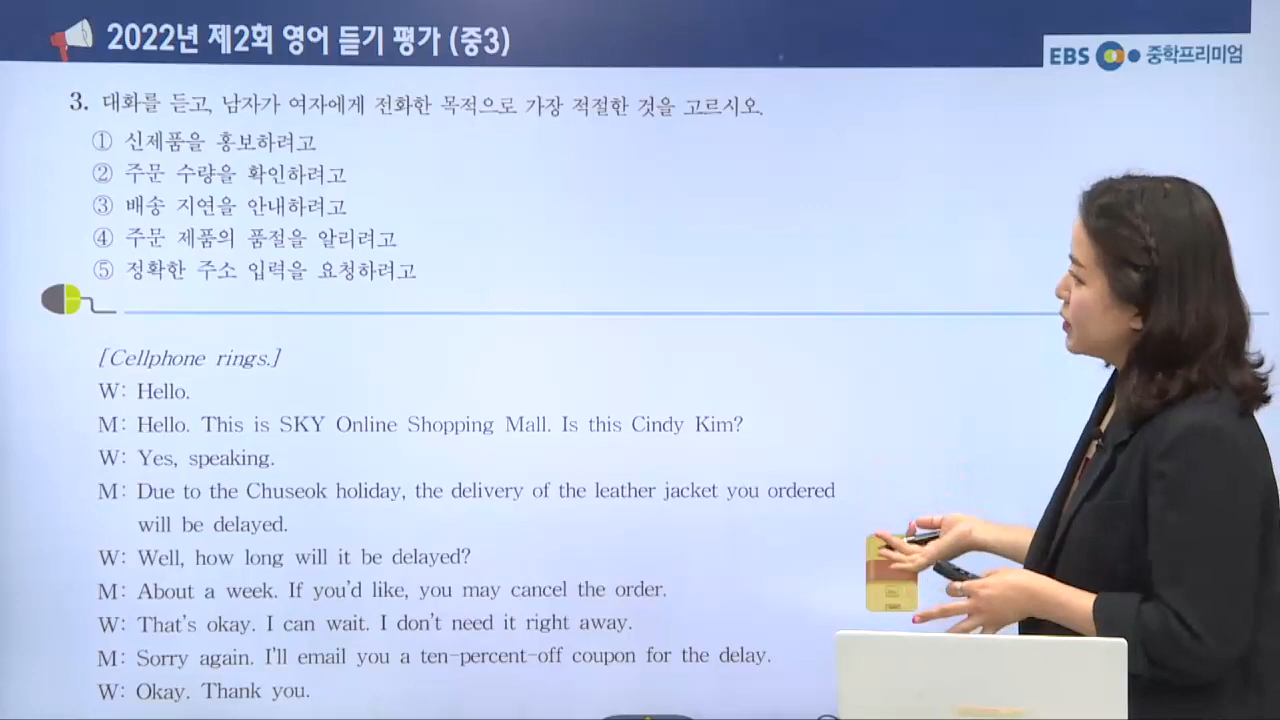 2022년 제2회 영어 듣기 평가 (중3)
EBS 중학프리미엄
3. 대화를 듣고, 남자가 여자에게 전화한 목적으로 가장 적절한 것을 고르시오.
① 신제품을 홍보하려고
② 주문 수량을 확인하려고
③ 배송 지연을 안내하려고
④ 주문 제품의 품절을 알리려고
⑤ 정확한 주소 입력을 요청하려고
[Cellphone rings.]
W: Hello.
M: Hello. This is SKY Online Shopping Mall. Is this Cindy Kim?
W: Yes, speaking.
M: Due to the Chuseok holiday, the delivery of the leather jacket you ordered
will be delayed.
W: Well, how long will it be delayed?
M: About a week. If you'd like, you may cancel the order.
W: That's okay. I can wait. I don't need it right away.
M: Sorry again. I'll email you a ten-percent-off coupon for the delay.
W: Okay. Thank you.